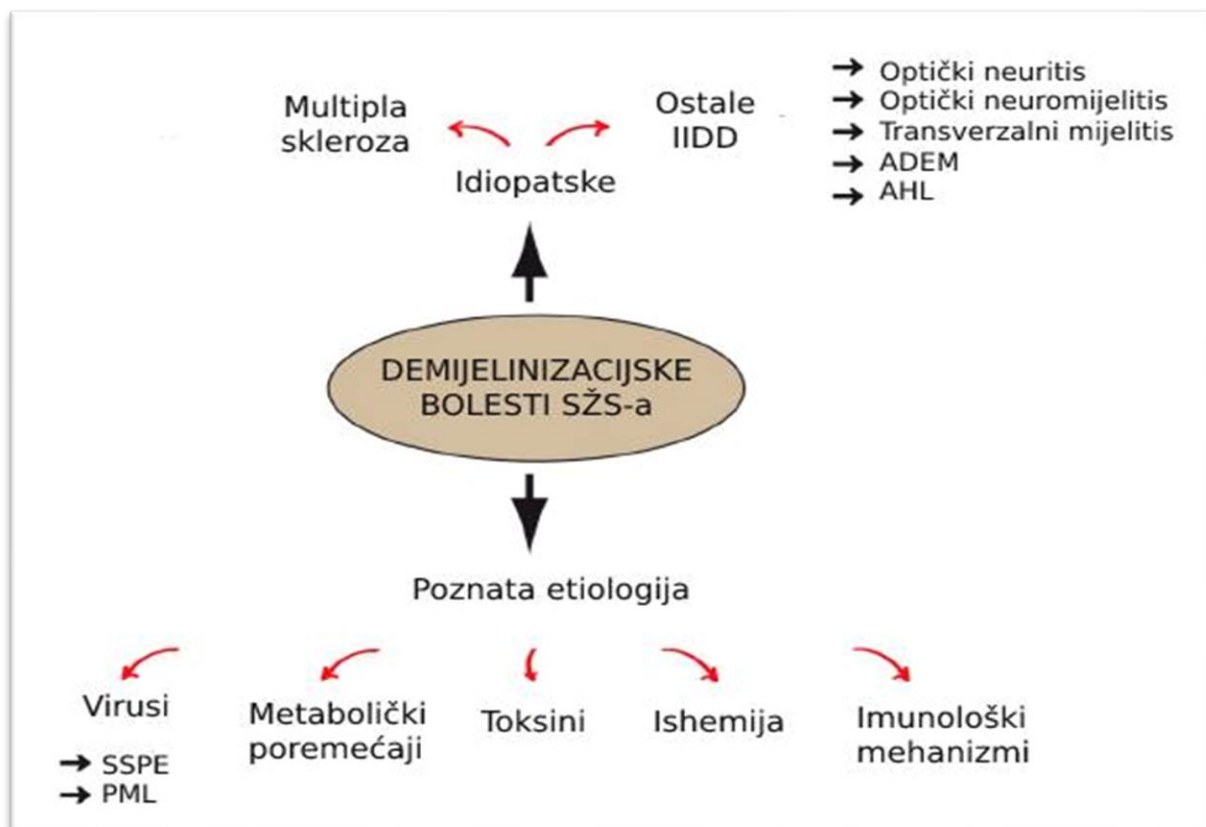 Multipla
skleroza
Ostale
IIDD
→ Optički neuritis
→ Optički neuromijelitis
→ Transverzalni mijelitis
→ ADEM
→ AHL
Idiopatske
DEMIJELINIZACIJSKE
BOLESTI SŽS-a
Poznata etiologija
Virusi
→ SSPE
→ PML
Metabolički
poremećaji
Toksini
Ishemija
Imunološki
mehanizmi